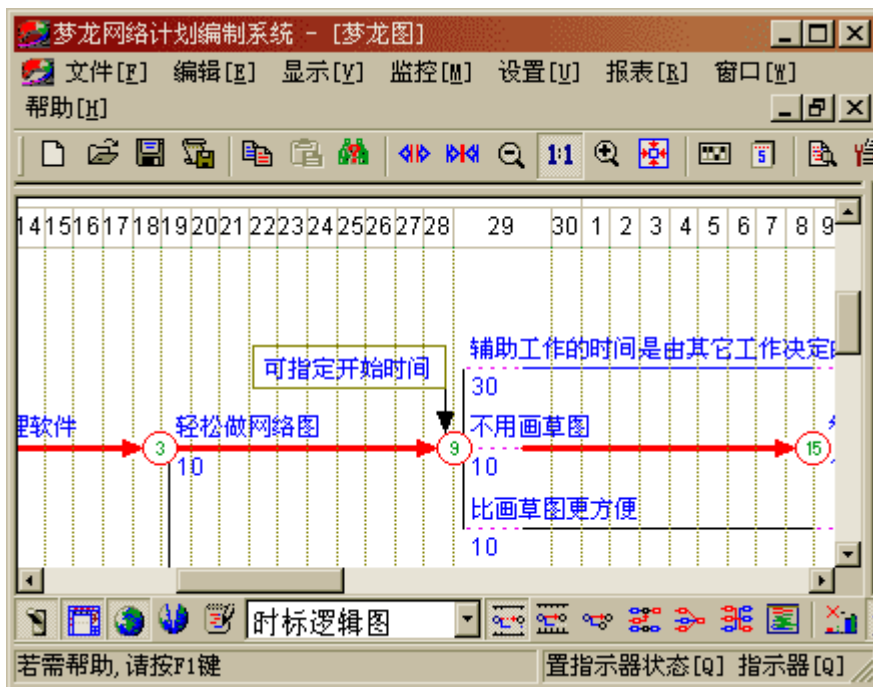 梦龙网络计划编制系统 - [梦龙图]
文件[F] 编辑[E] 显示[V] 监控[M] 设置[U] 报表[R] 窗口[W]
帮助[H]
1:1 5
14 15 16 17 18 19 20 21 22 23 24 25 26 27 28 29 30 1 2 3 4 5 6 7 8 9
辅助工作的时间是由其它工作决定
可指定开始时间
30
理软件 轻松做网络图 不用画草图
3 9 15
10 10
比画草图更方便
10
时标逻辑图
若需帮助,请按F1键 置指示器状态[Q] 指示器[Q]